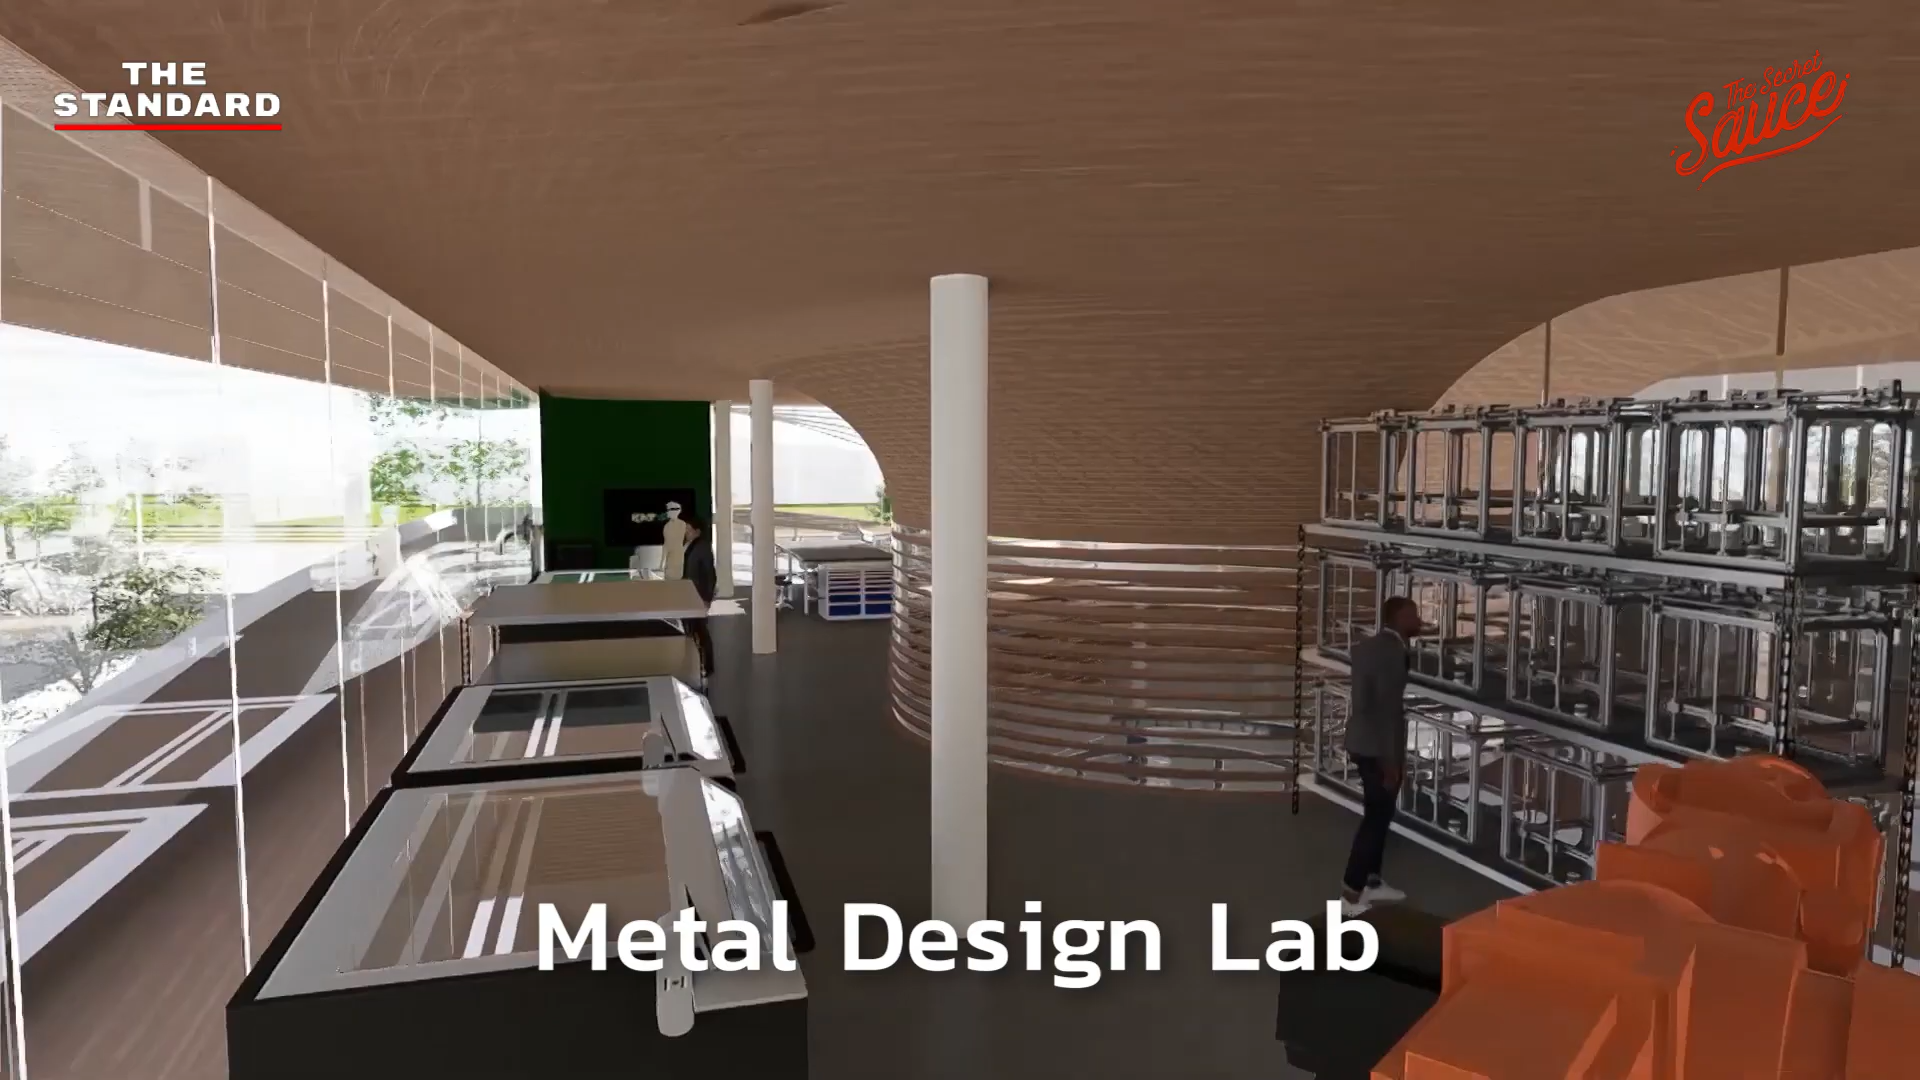 THE
STANDARD
The Secret
Sauce
Metal Design Lab